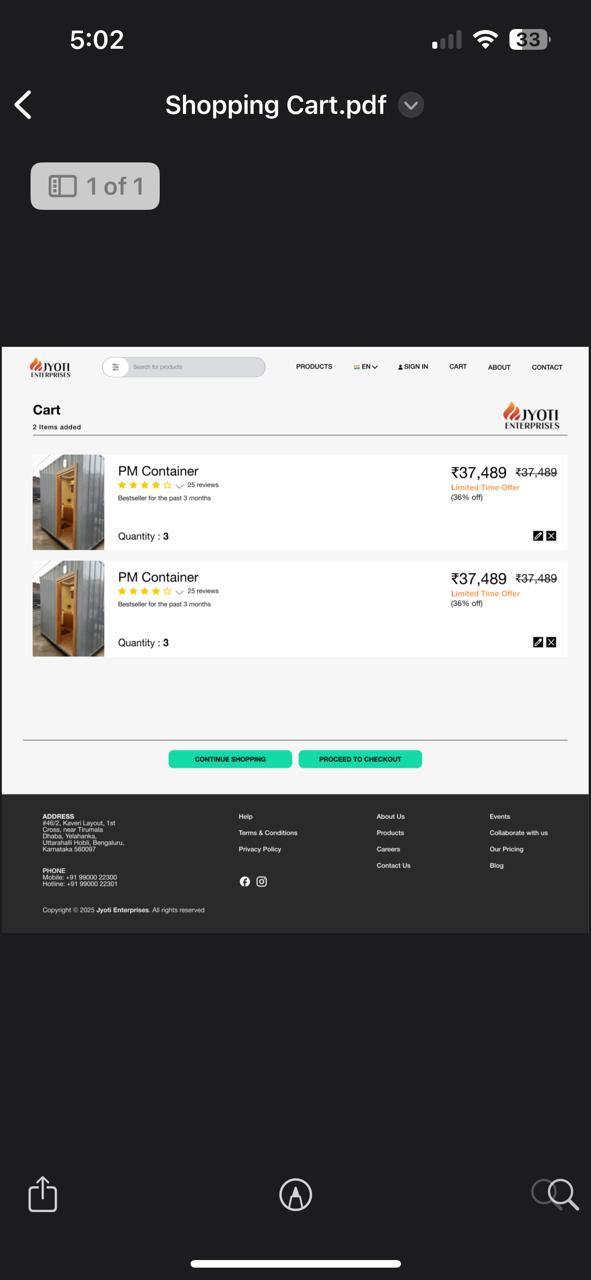 5:02
33
Shopping Cart.pdf
1 of 1
JYOTI
ENTERPRISES
Search for products
PRODUCTS
EN
SIGN IN
CART
ABOUT
CONTACT
Cart
2 Items added
JYOTI
ENTERPRISES
PM Container
25 reviews
Bestseller for the past 3 months
Quantity : 3
₹37,489 ₹37,489
Limited Time Offer
(36% off)
PM Container
25 reviews
Bestseller for the past 3 months
Quantity : 3
₹37,489 ₹37,489
Limited Time Offer
(36% off)
CONTINUE SHOPPING
PROCEED TO CHECKOUT
ADDRESS
#46/2, Kaveri Layout, 1st
Cross, near Tirumala
Dhaba, Yelahanka,
Uttarahalli Hobli, Bengaluru,
Karnataka 560097
PHONE
Mobile: +91 99000 22300
Hotline: +91 99000 22301
Help
Terms & Conditions
Privacy Policy
About Us
Products
Careers
Contact Us
Events
Collaborate with us
Our Pricing
Blog
Copyright © 2025 Jyoti Enterprises. All rights reserved